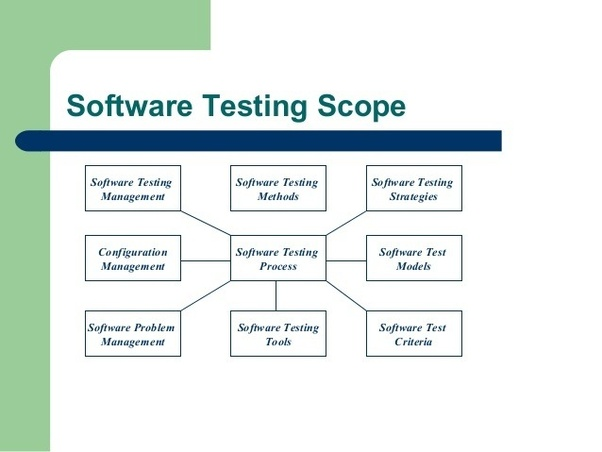 Software Testing Scope
Software Testing
Management
Software Testing
Methods
Software Testing
Strategies
Configuration
Management
Software Testing
Process
Software Test
Models
Software Problem
Management
Software Testing
Tools
Software Test
Criteria